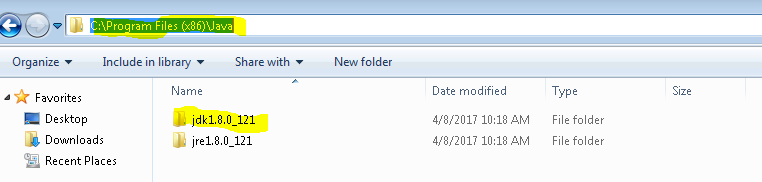 C:\Program Files (x86)\Java
Organize Include in library Share with New folder
Name Date modified Type Size
Favorites
Desktop
Downloads
Recent Places
jdk1.8.0_121 4/8/2017 10:18 AM File folder
jre1.8.0_121 4/8/2017 10:18 AM File folder